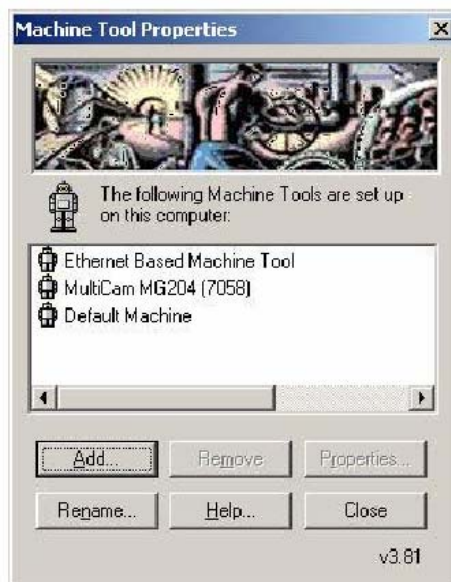 Machine Tool Properties
The following Machine Tools are set up
on this computer:
Ethernet Based Machine Tool
MultiCam MG204 (7058)
Default Machine
Add...
Remove
Properties...
Rename...
Help...
Close
v3.81